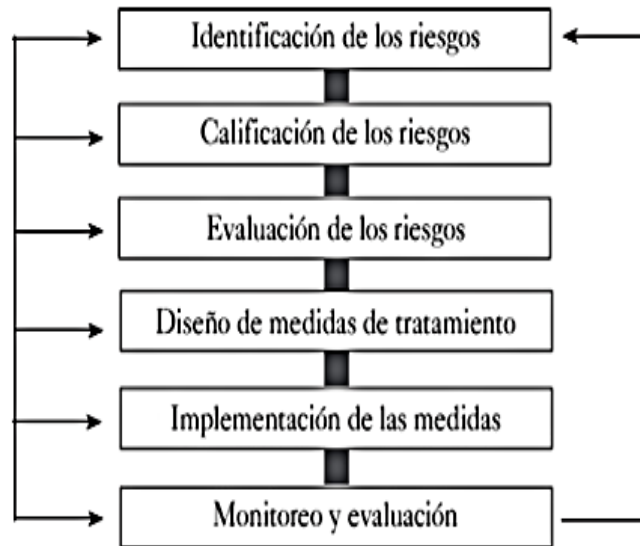 Identificación de los riesgos
Calificación de los riesgos
Evaluación de los riesgos
Diseño de medidas de tratamiento
Implementación de las medidas
Monitoreo y evaluación